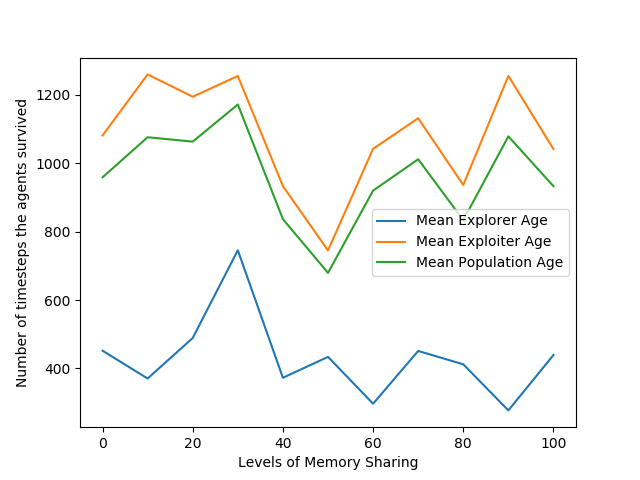 1200
1000
800
600
400
Number of timesteps the agents survived
Mean Explorer Age
Mean Exploiter Age
Mean Population Age
0 20 40 60 80 100
Levels of Memory Sharing